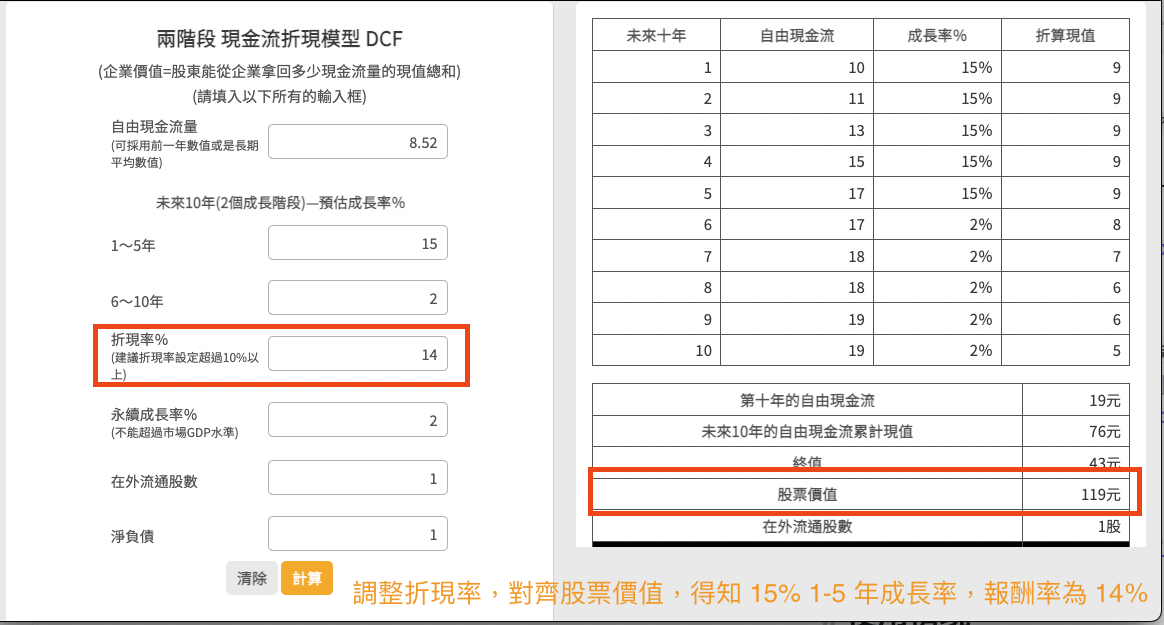 兩階段 現金流折現模型 DCF
(企業價值=股東能從企業拿回多少現金流量的現值總和)
(請填入以下所有的輸入框)
自由現金流量
(可採用前一年數值或是長期
平均數值)
8.52
未來10年(2個成長階段)—預估成長率%
1～5年
15
6～10年
2
折現率%
(建議折現率設定超過10%以
上)
14
永續成長率%
(不能超過市場GDP水準)
2
在外流通股數
1
淨負債
1
清除 計算
未來十年 自由現金流 成長率% 折算現值
1 10 15% 9
2 11 15% 9
3 13 15% 9
4 15 15% 9
5 17 15% 9
6 17 2% 8
7 18 2% 7
8 18 2% 6
9 19 2% 6
10 19 2% 5
第十年的自由現金流 19元
未來10年的自由現金流累計現值 76元
終值 43元
股票價值 119元
在外流通股數 1股
調整折現率，對齊股票價值，得知 15% 1-5 年成長率，報酬率為 14%